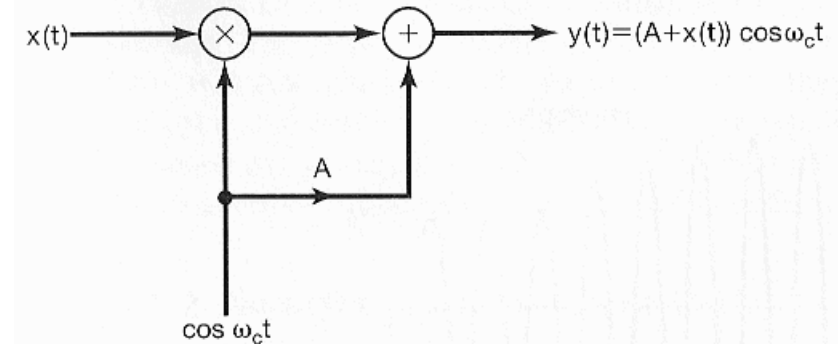 x(t) × + y(t)=(A+x(t)) cosω_ct
A
cos ω_ct